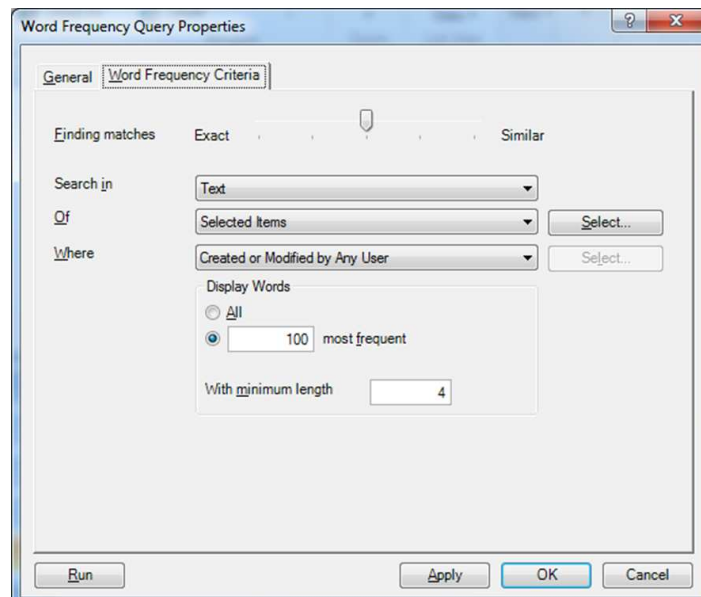 Word Frequency Query Properties
?
General Word Frequency Criteria
Finding matches Exact Similar
Search in Text
Of Selected Items Select...
Where Created or Modified by Any User Select...
Display Words
All
100 most frequent
With minimum length 4
Run Apply OK Cancel